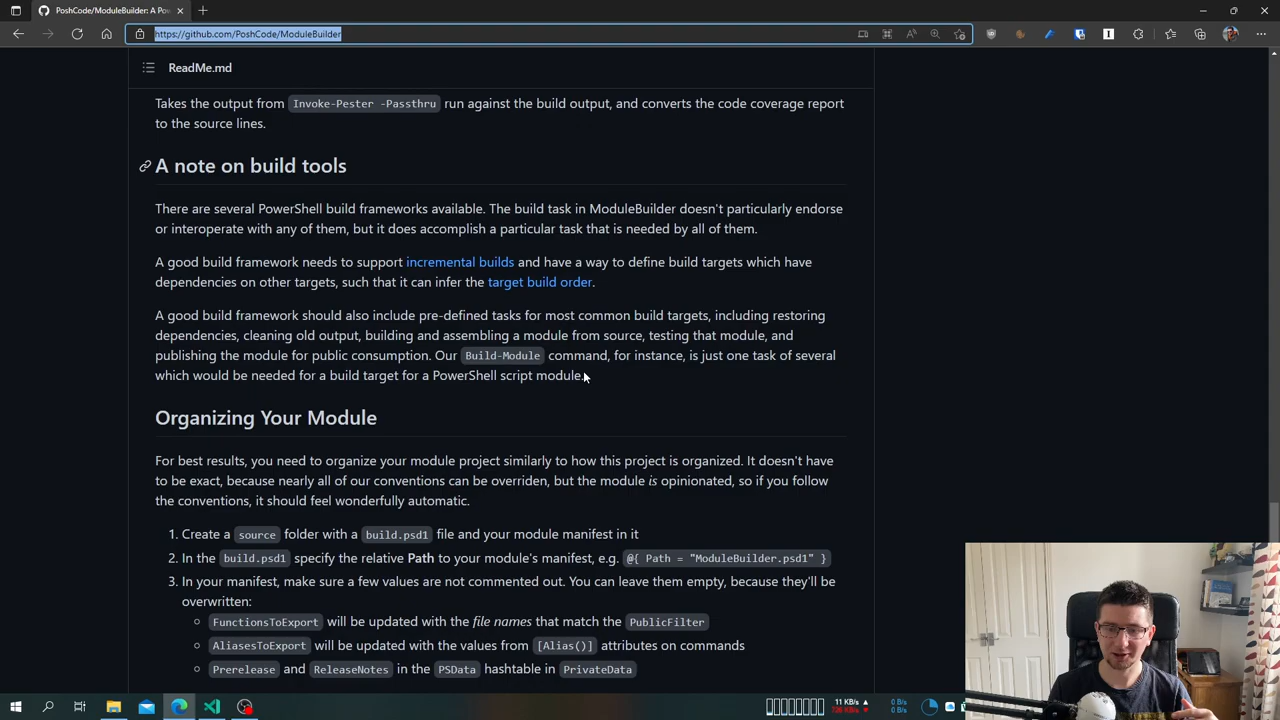 PoshCode/ModuleBuilder: A Pow
https://github.com/PoshCode/ModuleBuilder
ReadMe.md
Takes the output from Invoke-Pester -Passthru run against the build output, and converts the code coverage report
to the source lines.
A note on build tools
There are several PowerShell build frameworks available. The build task in ModuleBuilder doesn't particularly endorse
or interoperate with any of them, but it does accomplish a particular task that is needed by all of them.
A good build framework needs to support incremental builds and have a way to define build targets which have
dependencies on other targets, such that it can infer the target build order.
A good build framework should also include pre-defined tasks for most common build targets, including restoring
dependencies, cleaning old output, building and assembling a module from source, testing that module, and
publishing the module for public consumption. Our Build-Module command, for instance, is just one task of several
which would be needed for a build target for a PowerShell script module.
Organizing Your Module
For best results, you need to organize your module project similarly to how this project is organized. It doesn't have
to be exact, because nearly all of our conventions can be overriden, but the module is opinionated, so if you follow
the conventions, it should feel wonderfully automatic.
1. Create a source folder with a build.psd1 file and your module manifest in it
2. In the build.psd1 specify the relative Path to your module's manifest, e.g. @{ Path = "ModuleBuilder.psd1" }
3. In your manifest, make sure a few values are not commented out. You can leave them empty, because they'll be
overwritten:
FunctionsToExport will be updated with the file names that match the PublicFilter
AliasesToExport will be updated with the values from [Alias()] attributes on commands
Prerelease and ReleaseNotes in the PSData hashtable in PrivateData
11 KB/s
0 B/s
0 B/s
0 B/s